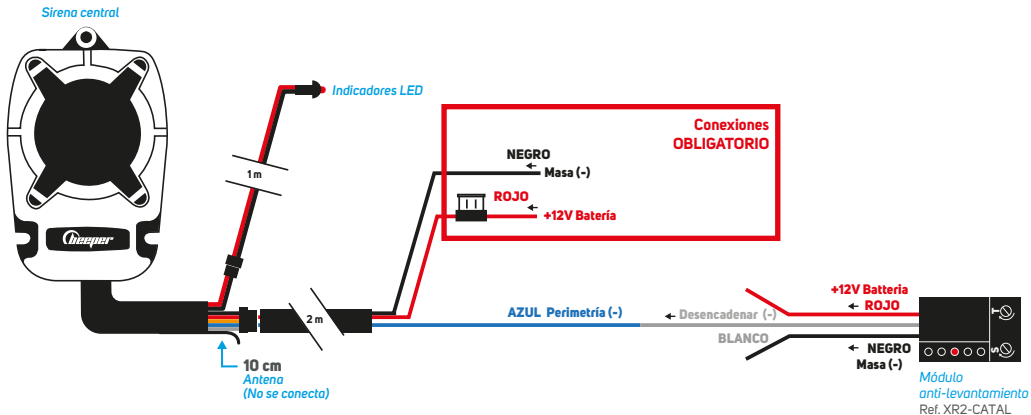 Sirena central
Indicadores LED
Conexiones
OBLIGATORIO
NEGRO
Masa (-)
ROJO
+12V Batería
1 m
beeper
+12V Batteria
ROJO
2 m
AZUL Perimetría (-)
Desencadenar (-)
BLANCO
NEGRO
Masa (-)
T
S
10 cm
Antena
(No se conecta)
Módulo
anti-levantamiento
Ref. XR2-CATAL